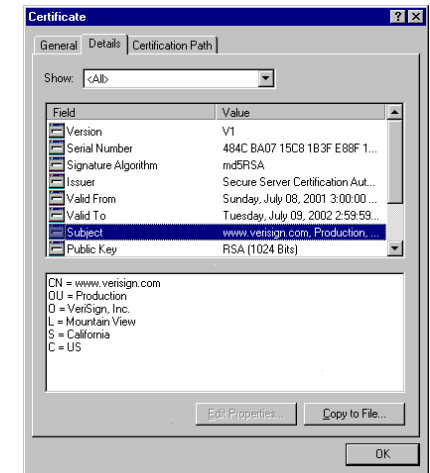 Certificate
General Details Certification Path
Show: <All>
Field Value
Version V1
Serial Number 484C BA07 15C8 1B3F E88F 1...
Signature Algorithm md5RSA
Issuer Secure Server Certification Aut...
Valid From Sunday, July 08, 2001 3:00:00 ...
Valid To Tuesday, July 09, 2002 2:59:59...
Subject www.verisign.com, Production, ...
Public Key RSA (1024 Bits)
CN = www.verisign.com
OU = Production
O = VeriSign, Inc.
L = Mountain View
S = California
C = US
Edit Properties... Copy to File...
OK